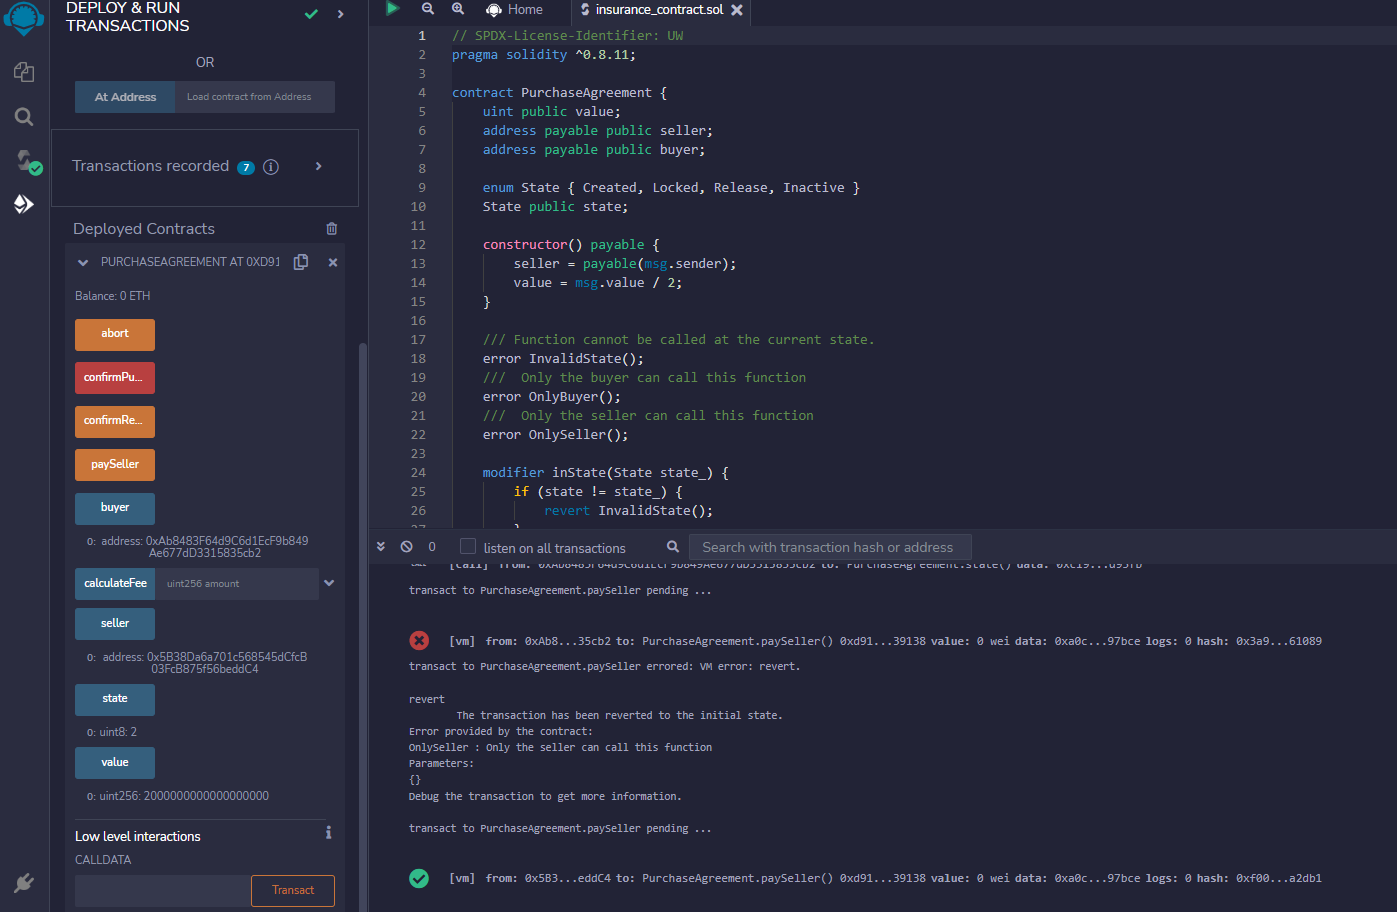 DEPLOY & RUN
TRANSACTIONS
OR
At Address Load contract from Address
Transactions recorded 7 i
Deployed Contracts
PURCHASEAGREEMENT AT 0XD91
Balance: 0 ETH
abort
confirmPu...
confirmRe...
paySeller
buyer
0: address: 0xAb8483F64d9C6d1EcF9b849
Ae677dD3315835cb2
calculateFee uint256 amount
seller
0: address: 0x5B38Da6a701c568545dCfcB
03FcB875f56beddC4
state
0: uint8: 2
value
0: uint256: 2000000000000000000
Low level interactions i
CALLDATA
Transact
Home insurance_contract.sol
1 // SPDX-License-Identifier: UW
2 pragma solidity ^0.8.11;
3
4 contract PurchaseAgreement {
5 uint public value;
6 address payable public seller;
7 address payable public buyer;
8
9 enum State { Created, Locked, Release, Inactive }
10 State public state;
11
12 constructor() payable {
13 seller = payable(msg.sender);
14 value = msg.value / 2;
15 }
16
17 /// Function cannot be called at the current state.
18 error InvalidState();
19 ///  Only the buyer can call this function
20 error OnlyBuyer();
21 ///  Only the seller can call this function
22 error OnlySeller();
23
24 modifier inState(State state_) {
25 if (state != state_) {
26 revert InvalidState();
27 }
0 listen on all transactions Search with transaction hash or address
[call] from: 0xAb8483F64d9C6d1EcF9b849Ae677dD3315835cb2 to: PurchaseAgreement.state() data: 0xc19...d93fb
transact to PurchaseAgreement.paySeller pending ...
[vm] from: 0xAb8...35cb2 to: PurchaseAgreement.paySeller() 0xd91...39138 value: 0 wei data: 0xa0c...97bce logs: 0 hash: 0x3a9...61089
transact to PurchaseAgreement.paySeller errored: VM error: revert.
revert
The transaction has been reverted to the initial state.
Error provided by the contract:
OnlySeller : Only the seller can call this function
Parameters:
{}
Debug the transaction to get more information.
transact to PurchaseAgreement.paySeller pending ...
[vm] from: 0x5B3...eddC4 to: PurchaseAgreement.paySeller() 0xd91...39138 value: 0 wei data: 0xa0c...97bce logs: 0 hash: 0xf00...a2db1